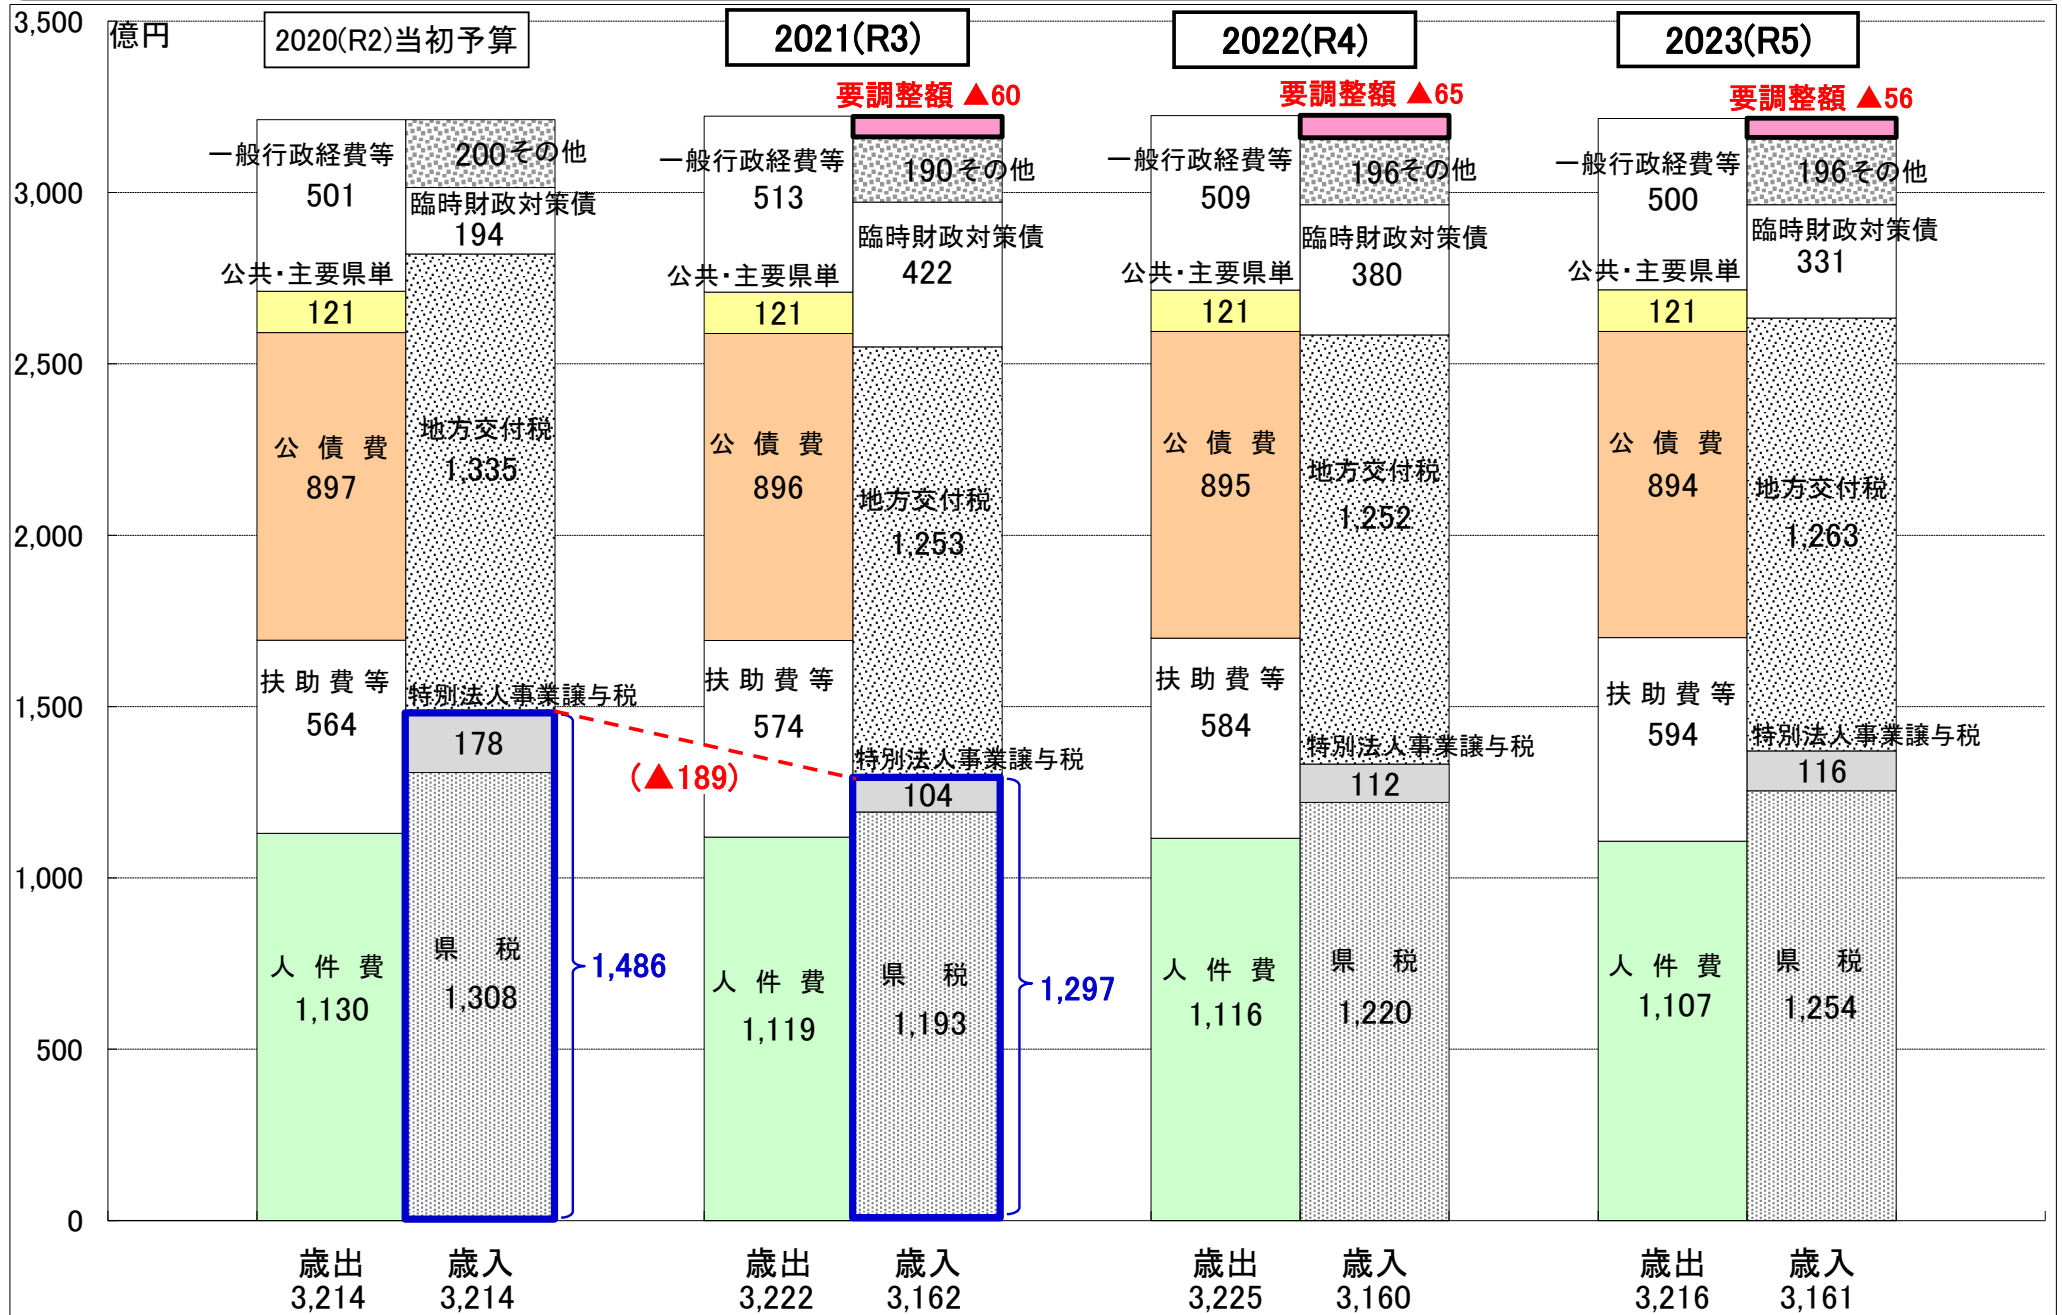 3,500
3,000
2,500
2,000
1,500
1,000
500
0
億円
2020(R2)当初予算
一般行政経費等
501
公共・主要県単
121
公債費
897
扶助費等
564
人件費
1,130
200その他
臨時財政対策債
194
地方交付税
1,335
特別法人事業譲与税
178
県税
1,308
1,486
(▲189)
2021(R3)
要調整額 ▲60
一般行政経費等
513
公共・主要県単
121
公債費
896
扶助費等
574
人件費
1,119
190その他
臨時財政対策債
422
地方交付税
1,253
特別法人事業譲与税
104
県税
1,193
1,297
2022(R4)
要調整額 ▲65
一般行政経費等
509
公共・主要県単
121
公債費
895
扶助費等
584
人件費
1,116
196その他
臨時財政対策債
380
地方交付税
1,252
特別法人事業譲与税
112
県税
1,220
2023(R5)
要調整額 ▲56
一般行政経費等
500
公共・主要県単
121
公債費
894
扶助費等
594
人件費
1,107
196その他
臨時財政対策債
331
地方交付税
1,263
特別法人事業譲与税
116
県税
1,254
歳出 歳入 歳出 歳入 歳出 歳入 歳出 歳入
3,214 3,214 3,222 3,162 3,225 3,160 3,216 3,161